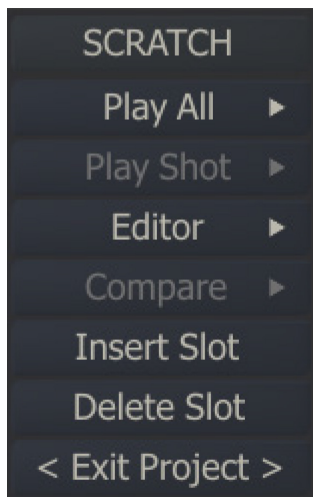 SCRATCH
Play All
Play Shot
Editor
Compare
Insert Slot
Delete Slot
< Exit Project >